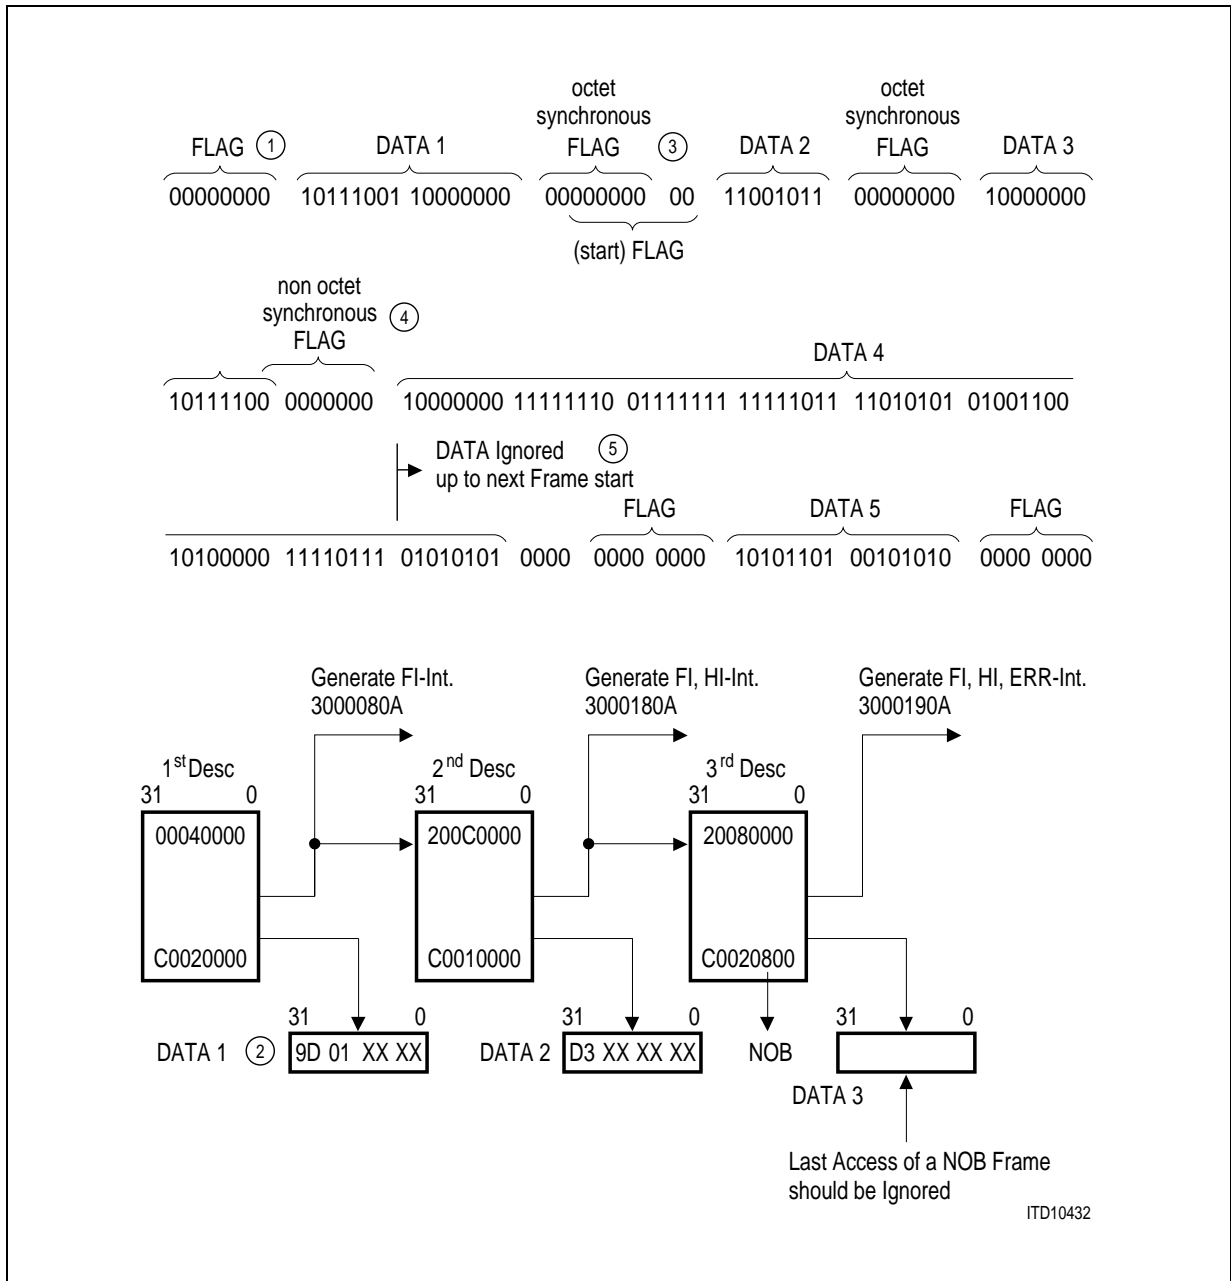 octet octet
synchronous synchronous
FLAG 1 DATA 1 FLAG 3 DATA 2 FLAG DATA 3
00000000 10111001 10000000 00000000 00 11001011 00000000 10000000
(start) FLAG
non octet
synchronous 4
FLAG
DATA 4
10111100 0000000 10000000 11111110 01111111 11111011 11010101 01001100
DATA Ignored 5
up to next Frame start
FLAG DATA 5 FLAG
10100000 11110111 01010101 0000 0000 0000 10101101 00101010 0000 0000
Generate FI-Int. Generate FI, HI-Int. Generate FI, HI, ERR-Int.
3000080A 3000180A 3000190A
1st Desc 2nd Desc 3rd Desc
31 0 31 0 31 0
00040000 200C0000 20080000
C0020000 C0010000 C0020800
31 0 31 0 31 0
DATA 1 2 9D 01 XX XX DATA 2 D3 XX XX XX NOB
DATA 3
Last Access of a NOB Frame
should be Ignored
ITD10432